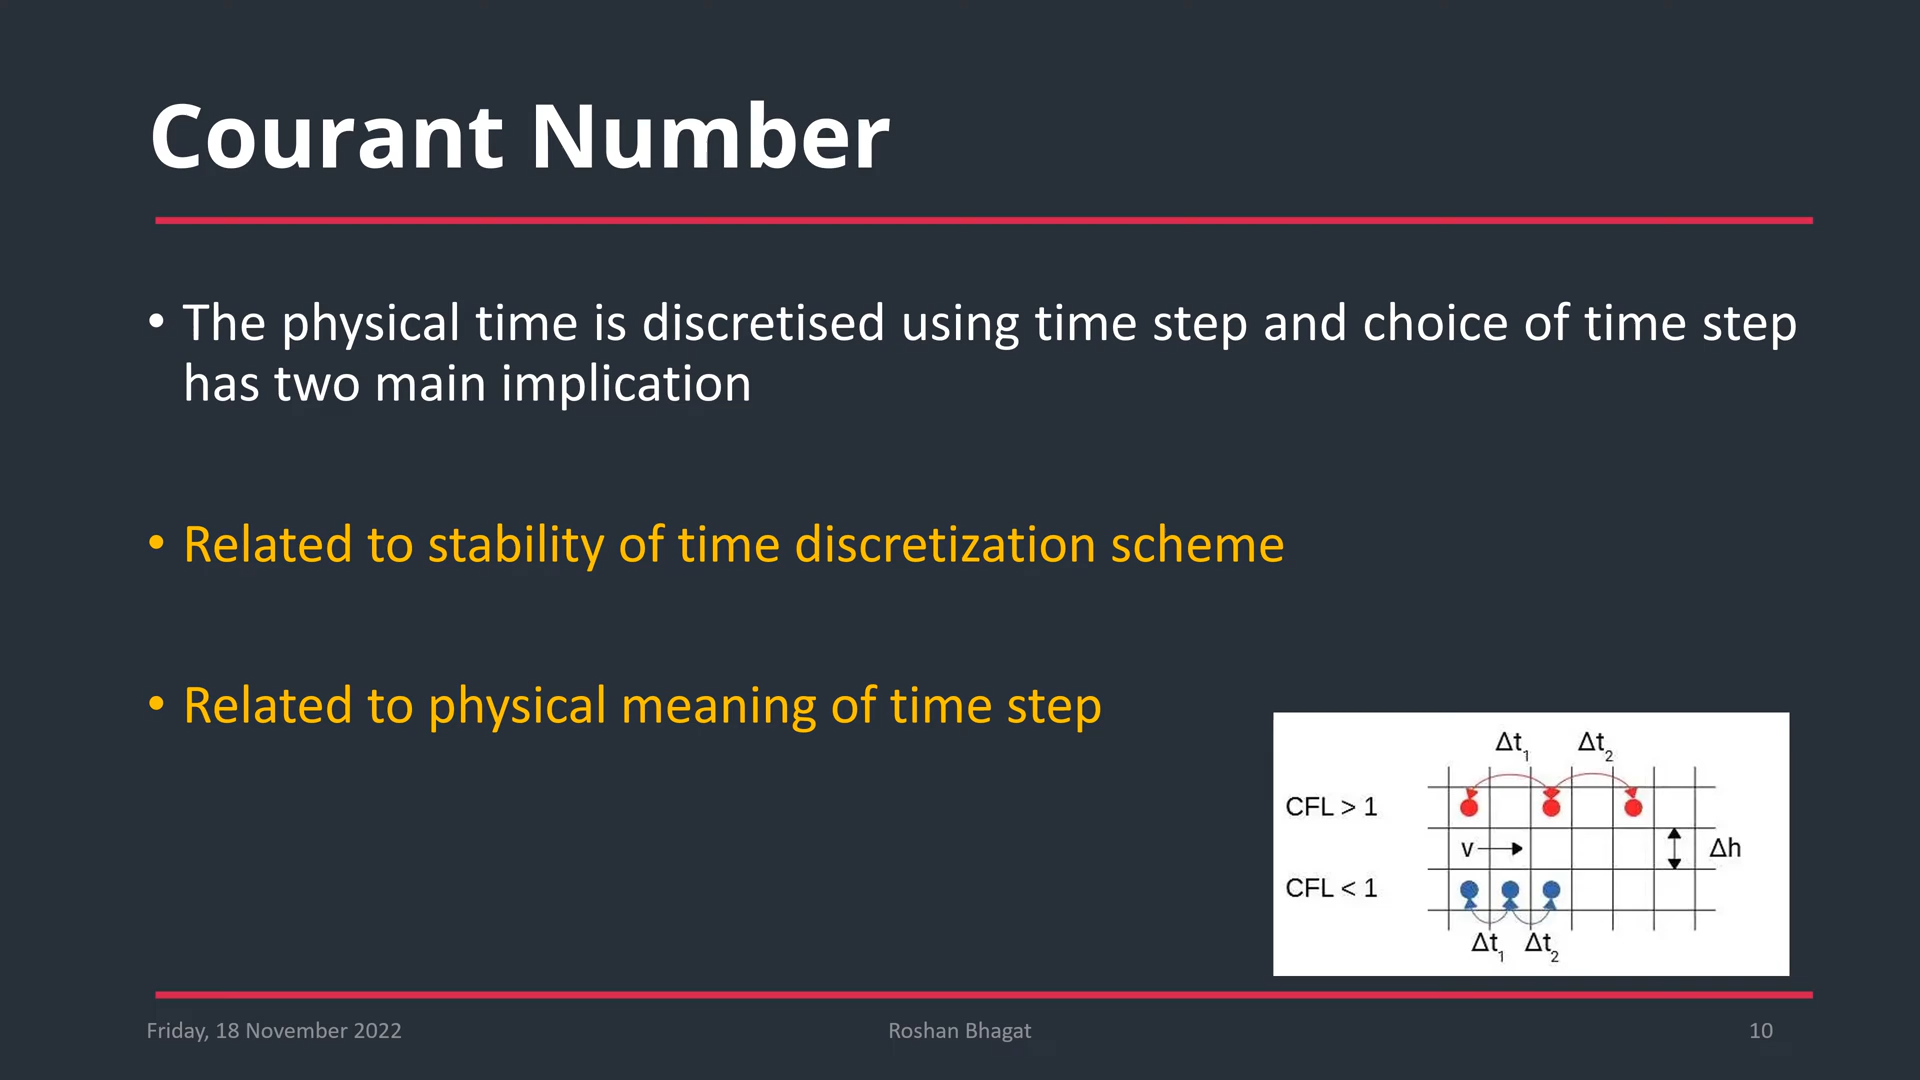 Courant Number
• The physical time is discretised using time step and choice of time step
has two main implication
• Related to stability of time discretization scheme
• Related to physical meaning of time step
Δt1 Δt2
CFL > 1
v Δh
CFL < 1
Δt1 Δt2
Friday, 18 November 2022 Roshan Bhagat 10